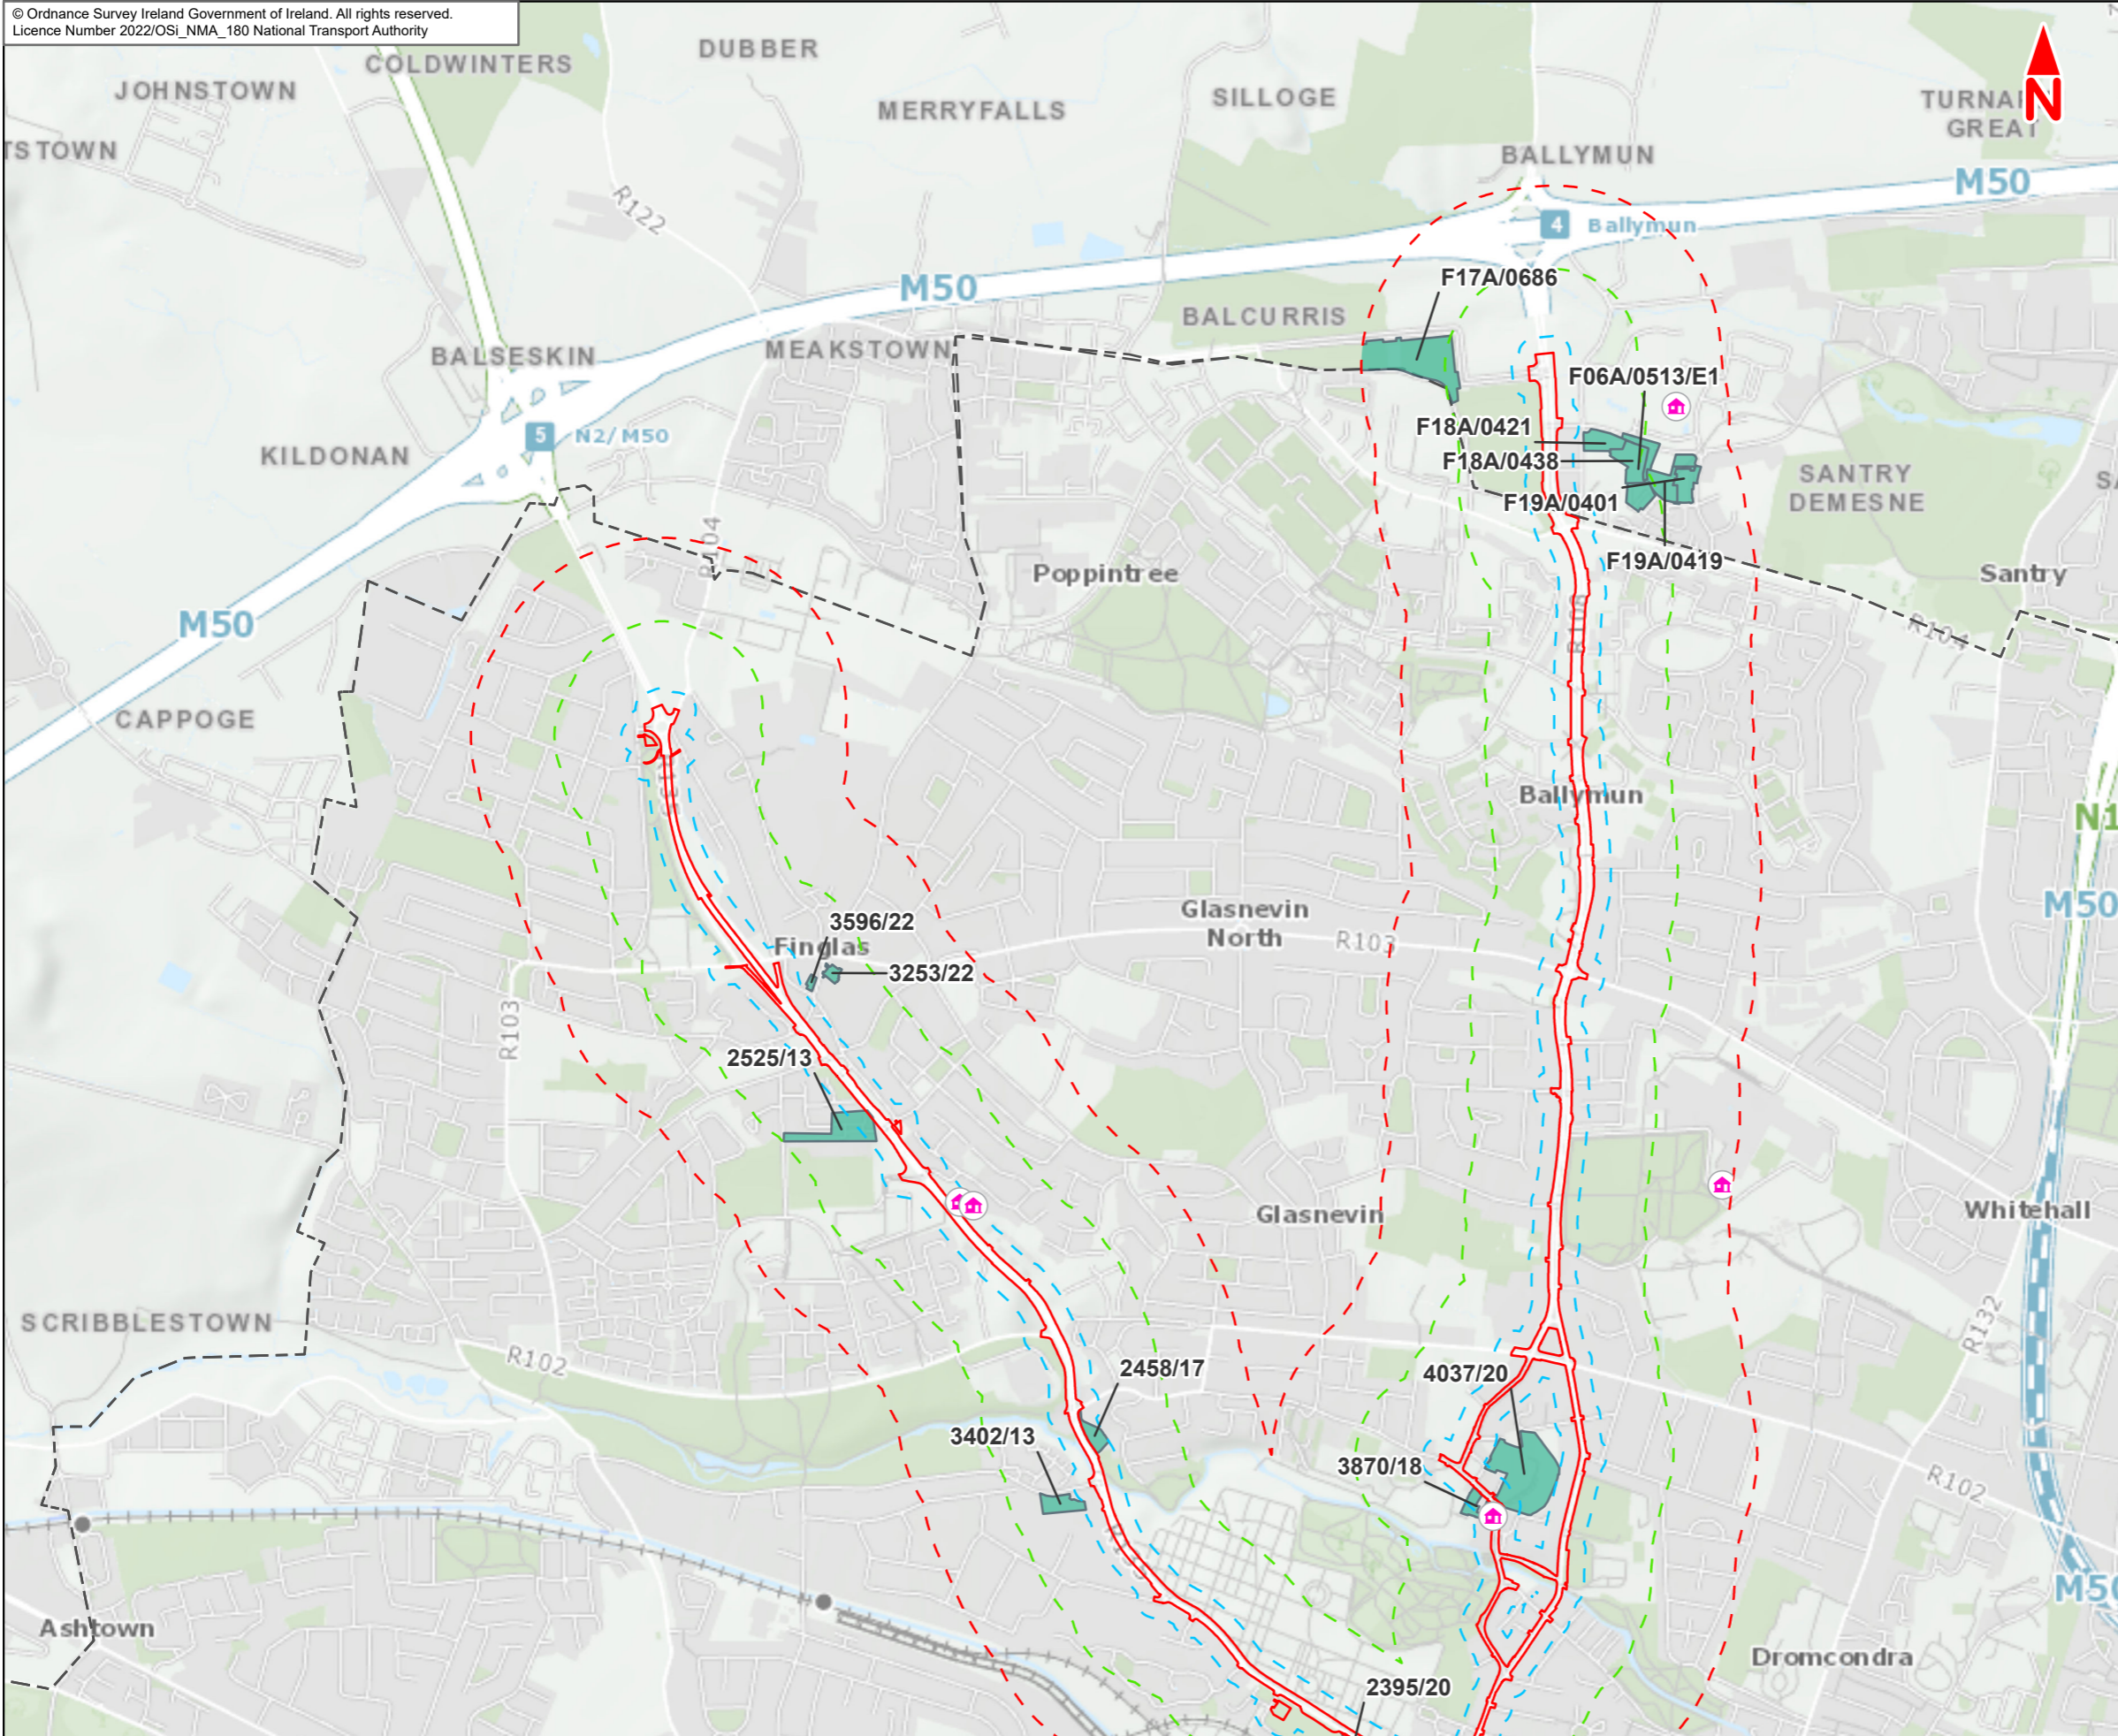 © Ordnance Survey Ireland Government of Ireland. All rights reserved.
Licence Number 2022/OSi_NMA_180 National Transport Authority
DUBBER
COLDWINTERS
JOHNSTOWN
MERRYFALLS
SILLOGE
N
GREAT
TSTOWN
BALLYMUN
M50
R122
4 Ballymun
M50
F17A/0686
BALCURRIS
MEAKSTOWN
BALSESKIN
F06A/0513/E1
F18A/0421
5 N2/M50
KILDONAN
F18A/0438
SANTRY
DEMESNE
F19A/0401
R104
F19A/0419
Poppintree
Santry
M50
R108
R104
CAPPOGE
Ballymun
N1
M50
Glasnevin
North
3596/22
Finglas
R103
3253/22
R103
2525/13
Glasnevin
Whitehall
SCRIBBLESTOWN
R132
R102
2458/17
4037/20
3402/13
3870/18
R102
M50
Ashtown
Dromcondra
2395/20